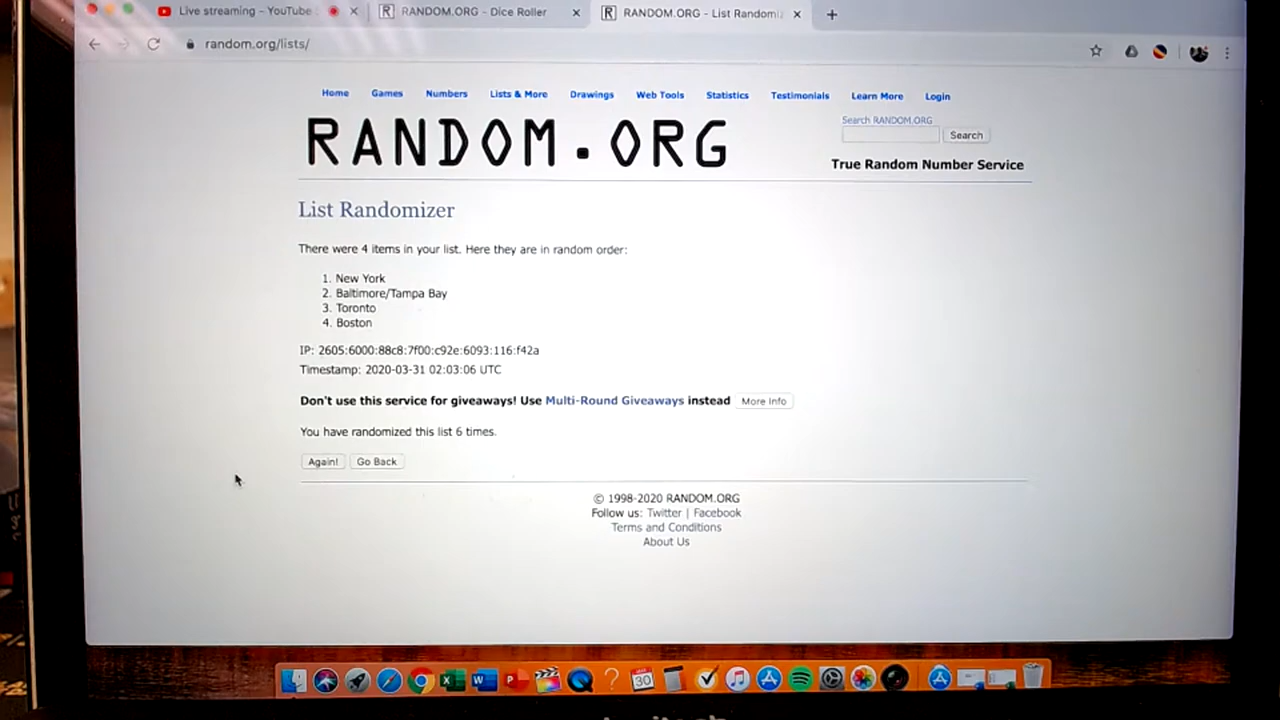 Live streaming - YouTube
RANDOM.ORG - Dice Roller
RANDOM.ORG - List Randomiz
random.org/lists/
Home Games Numbers Lists & More Drawings Web Tools Statistics Testimonials Learn More Login
RANDOM.ORG
Search RANDOM.ORG
Search
True Random Number Service
List Randomizer
There were 4 items in your list. Here they are in random order:
1. New York
2. Baltimore/Tampa Bay
3. Toronto
4. Boston
IP: 2605:6000:88c8:7f00:c92e:6093:116:f42a
Timestamp: 2020-03-31 02:03:06 UTC
Don't use this service for giveaways! Use Multi-Round Giveaways instead More Info
You have randomized this list 6 times.
Again! Go Back
© 1998-2020 RANDOM.ORG
Follow us: Twitter | Facebook
Terms and Conditions
About Us
30